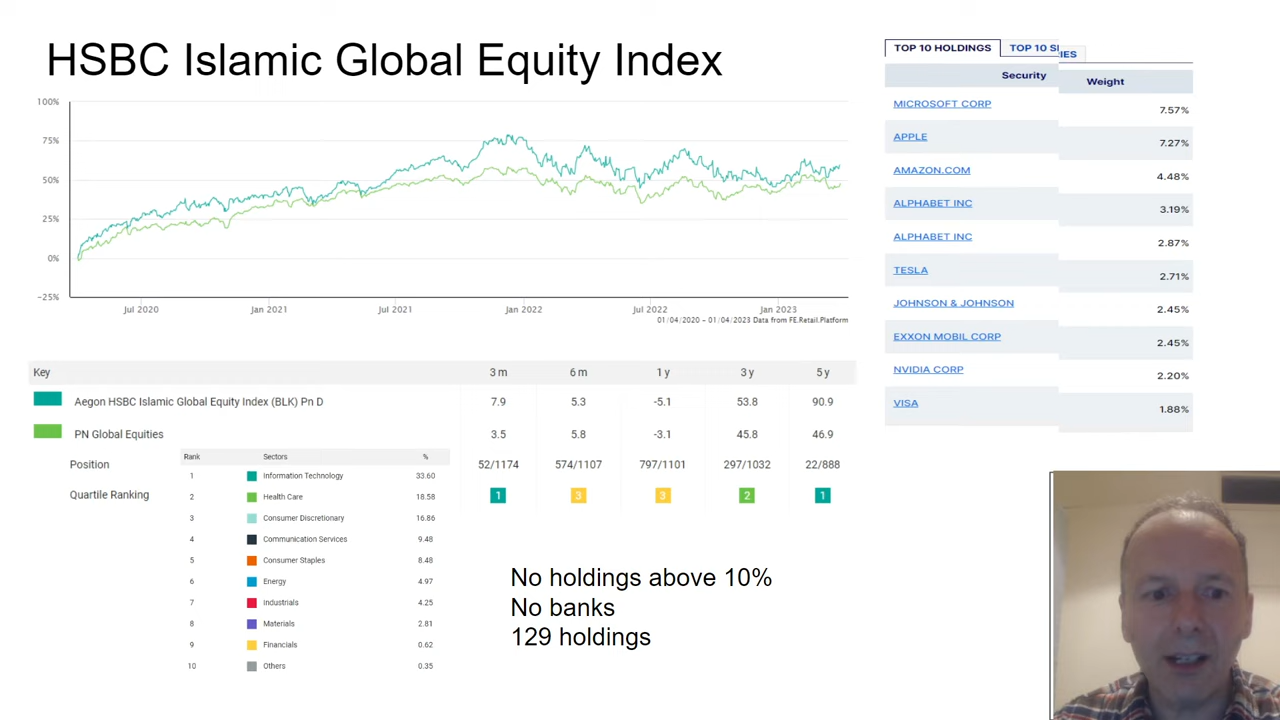 HSBC Islamic Global Equity Index
100%
75%
50%
25%
0%
-25%
Jul 2020 Jan 2021 Jul 2021 Jan 2022 Jul 2022 Jan 2023
01/04/2020 - 01/04/2023 Data from FE.Retail.Platform
TOP 10 HOLDINGS TOP 10 IES
Security Weight
MICROSOFT CORP 7.57%
APPLE 7.27%
AMAZON.COM 4.48%
ALPHABET INC 3.19%
ALPHABET INC 2.87%
TESLA 2.71%
JOHNSON & JOHNSON 2.45%
EXXON MOBIL CORP 2.45%
NVIDIA CORP 2.20%
VISA 1.88%
Key 3 m 6 m 1 y 3 y 5 y
Aegon HSBC Islamic Global Equity Index (BLK) Pn D 7.9 5.3 -5.1 53.8 90.9
PN Global Equities 3.5 5.8 -3.1 45.8 46.9
Position 52/1174 574/1107 797/1101 297/1032 22/888
Quartile Ranking 1 3 3 2 1
Rank Sectors %
1 Information Technology 33.60
2 Health Care 18.58
3 Consumer Discretionary 16.86
4 Communication Services 9.48
5 Consumer Staples 8.48
6 Energy 4.97
7 Industrials 4.25
8 Materials 2.81
9 Financials 0.62
10 Others 0.35
No holdings above 10%
No banks
129 holdings